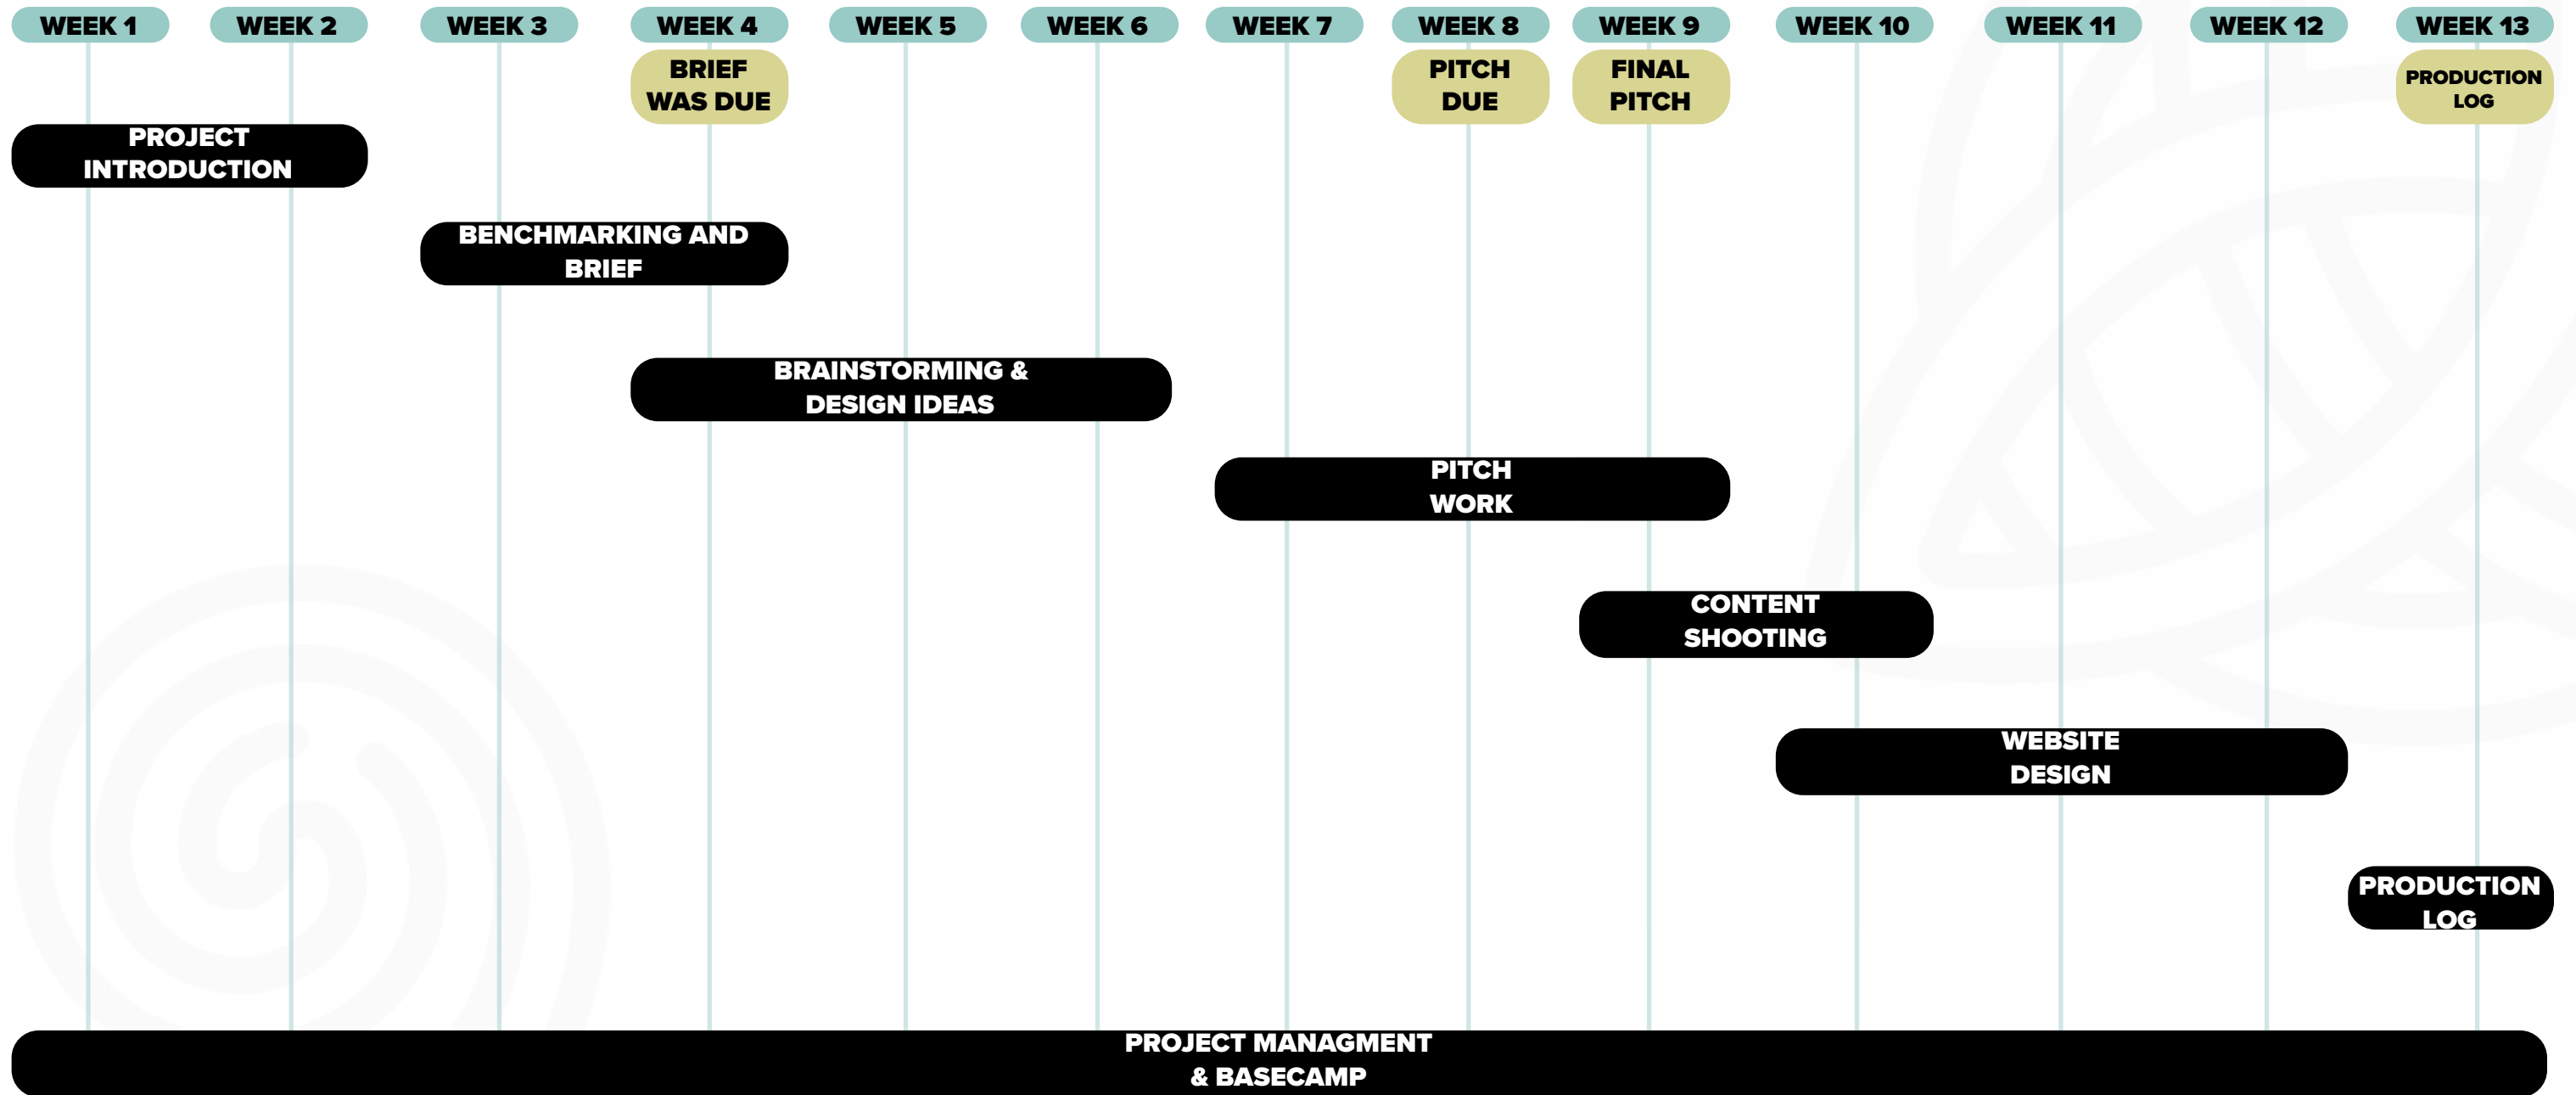 WEEK 1 WEEK 2 WEEK 3 WEEK 4 WEEK 5 WEEK 6 WEEK 7 WEEK 8 WEEK 9 WEEK 10 WEEK 11 WEEK 12 WEEK 13
BRIEF
WAS DUE
PITCH
DUE
FINAL
PITCH
PRODUCTION
LOG
PROJECT
INTRODUCTION
BENCHMARKING AND
BRIEF
BRAINSTORMING &
DESIGN IDEAS
PITCH
WORK
CONTENT
SHOOTING
WEBSITE
DESIGN
PRODUCTION
LOG
PROJECT MANAGMENT
& BASECAMP